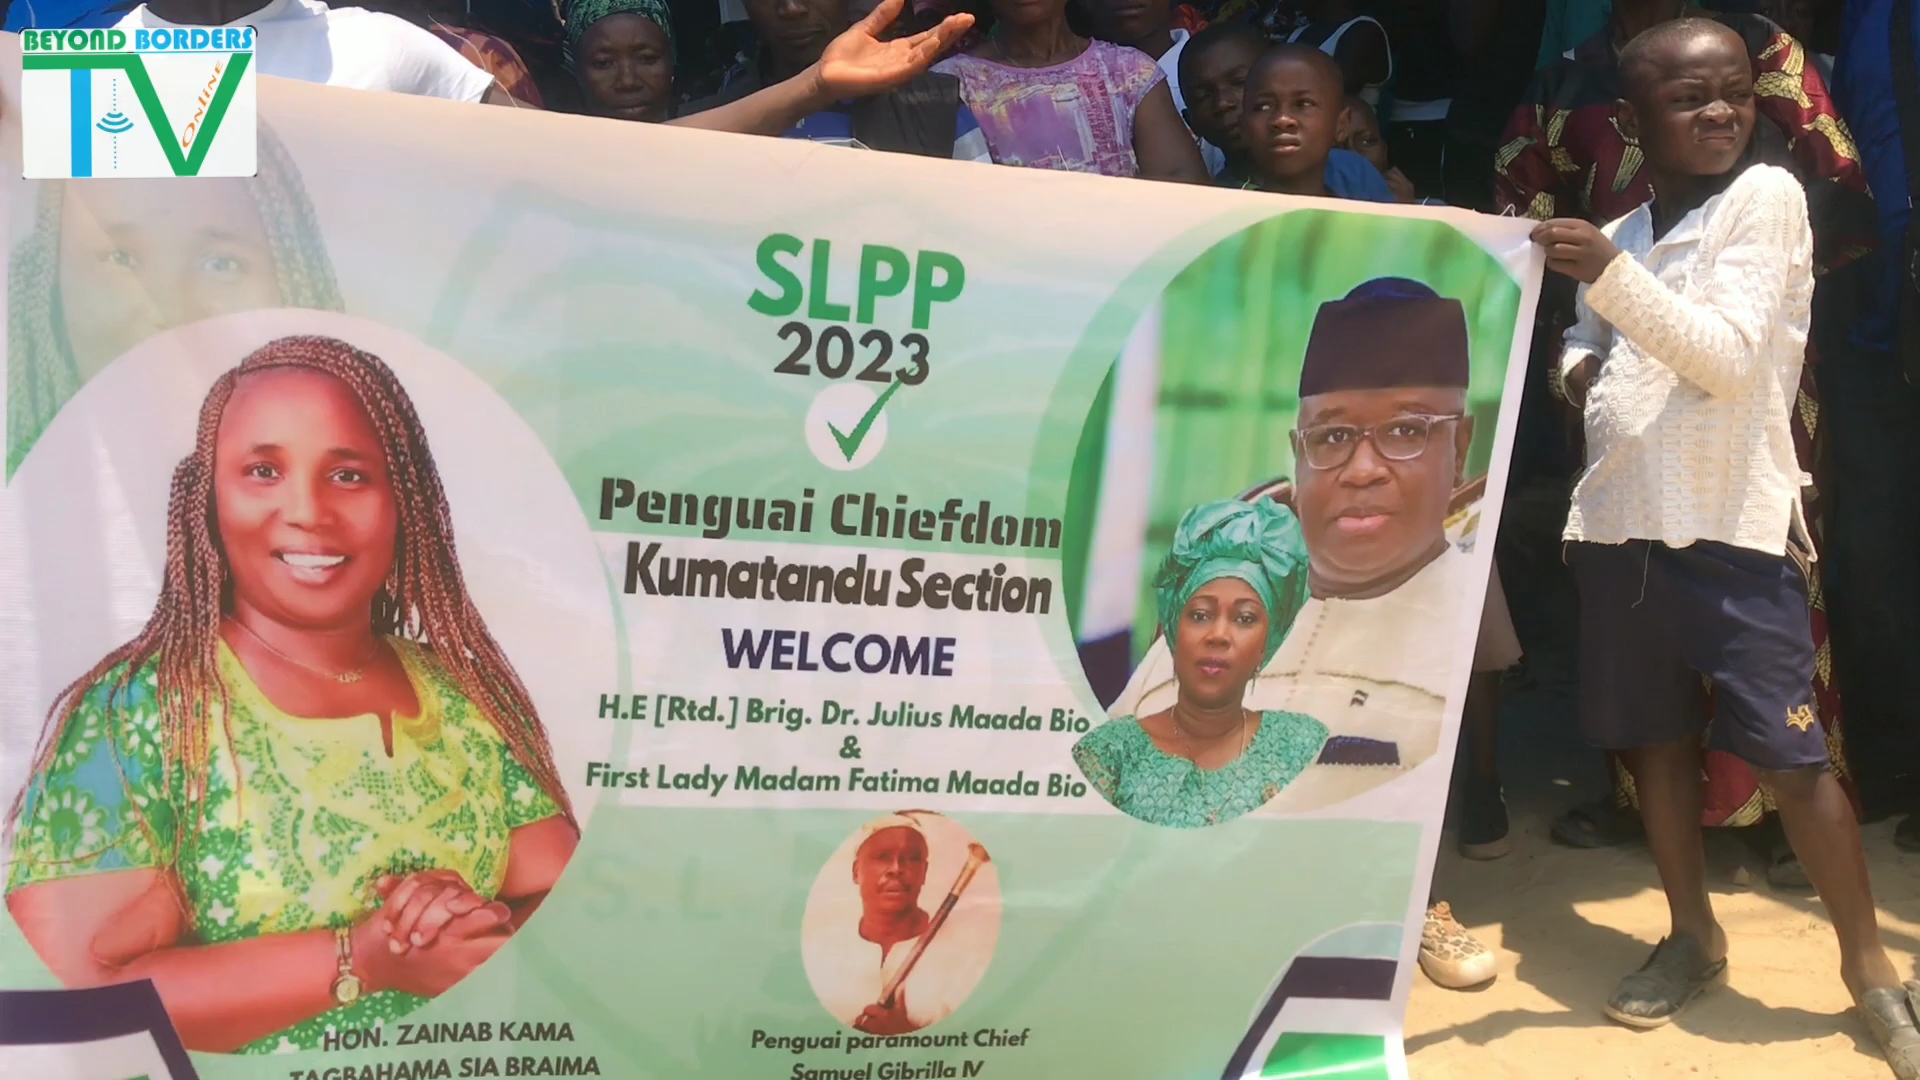 BEYOND BORDERS
TV
Online
SLPP
2023
Penguai Chiefdom
Kumatandu Section
WELCOME
H.E [Rtd.] Brig. Dr. Julius Maada Bio
&
First Lady Madam Fatima Maada Bio
S.L
HON. ZAINAB KAMA
TAGBAHAMA SIA BRAIMA
Penguai paramount Chief
Samuel Gibrilla IV